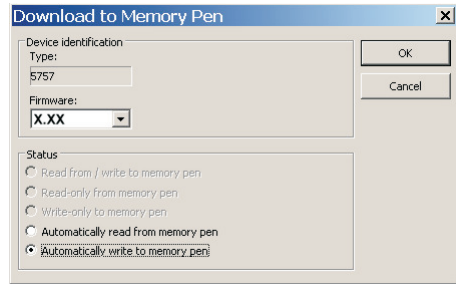 Download to Memory Pen
Device identification
Type:
5757
Firmware:
X.XX
OK
Cancel
Status
Read from / write to memory pen
Read-only from memory pen
Write-only to memory pen
Automatically read from memory pen
Automatically write to memory pen